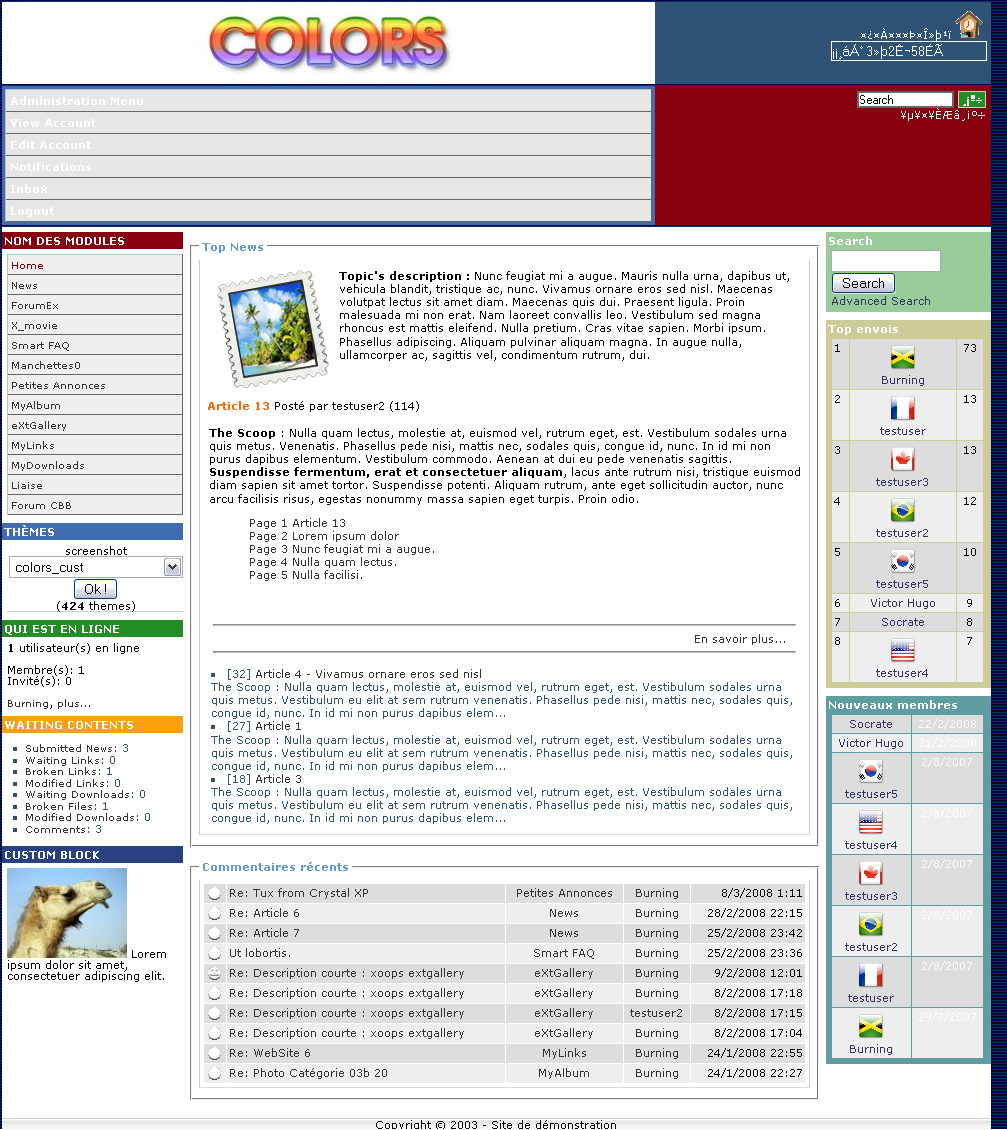 COLORS
Search
Administration Menu
View Account
Edit Account
Notifications
Inbox
Logout
NOM DES MODULES
Home
News
ForumEx
X_movie
Smart FAQ
Manchettes0
Petites Annonces
MyAlbum
eXtGallery
MyLinks
MyDownloads
Liaise
Forum CBB
THÈMES
screenshot
colors_cust
Ok !
(424 themes)
QUI EST EN LIGNE
1 utilisateur(s) en ligne
Membre(s): 1
Invité(s): 0
Burning, plus...
WAITING CONTENTS
Submitted News: 3
Waiting Links: 0
Broken Links: 1
Modified Links: 0
Waiting Downloads: 0
Broken Files: 1
Modified Downloads: 0
Comments: 3
CUSTOM BLOCK
Lorem
ipsum dolor sit amet,
consectetuer adipiscing elit.
Top News
Topic's description : Nunc feugiat mi a augue. Mauris nulla urna, dapibus ut,
vehicula blandit, tristique ac, nunc. Vivamus ornare eros sed nisl. Maecenas
volutpat lectus sit amet diam. Maecenas quis dui. Praesent ligula. Proin
malesuada mi non erat. Nam laoreet convallis leo. Vestibulum sed magna
rhoncus est mattis eleifend. Nulla pretium. Cras vitae sapien. Morbi ipsum.
Phasellus adipiscing. Aliquam pulvinar aliquam magna. In augue nulla,
ullamcorper ac, sagittis vel, condimentum rutrum, dui.
Article 13 Posté par testuser2 (114)
The Scoop : Nulla quam lectus, molestie at, euismod vel, rutrum eget, est. Vestibulum sodales urna
quis metus. Venenatis. Phasellus pede nisi, mattis nec, sodales quis, congue id, nunc. In id mi non
purus dapibus elementum. Vestibulum commodo. Aenean at dui eu pede venenatis sagittis.
Suspendisse fermentum, erat et consectetuer aliquam, lacus ante rutrum nisi, tristique euismod
diam sapien sit amet tortor. Suspendisse potenti. Aliquam rutrum, ante eget sollicitudin auctor, nunc
arcu facilisis risus, egestas nonummy massa sapien eget turpis. Proin odio.
Page 1 Article 13
Page 2 Lorem ipsum dolor
Page 3 Nunc feugiat mi a augue.
Page 4 Nulla quam lectus.
Page 5 Nulla facilisi.
En savoir plus...
[32] Article 4 - Vivamus ornare eros sed nisl
The Scoop : Nulla quam lectus, molestie at, euismod vel, rutrum eget, est. Vestibulum sodales urna
quis metus. Vestibulum eu elit at sem rutrum venenatis. Phasellus pede nisi, mattis nec, sodales quis,
congue id, nunc. In id mi non purus dapibus elem...
[27] Article 1
The Scoop : Nulla quam lectus, molestie at, euismod vel, rutrum eget, est. Vestibulum sodales urna
quis metus. Vestibulum eu elit at sem rutrum venenatis. Phasellus pede nisi, mattis nec, sodales quis,
congue id, nunc. In id mi non purus dapibus elem...
[18] Article 3
The Scoop : Nulla quam lectus, molestie at, euismod vel, rutrum eget, est. Vestibulum sodales urna
quis metus. Vestibulum eu elit at sem rutrum venenatis. Phasellus pede nisi, mattis nec, sodales quis,
congue id, nunc. In id mi non purus dapibus elem...
Commentaires récents
Re: Tux from Crystal XP Petites Annonces Burning 8/3/2008 1:11
Re: Article 6 News Burning 28/2/2008 22:15
Re: Article 7 News Burning 25/2/2008 23:42
Ut lobortis. Smart FAQ Burning 25/2/2008 23:36
Re: Description courte : xoops extgallery eXtGallery Burning 9/2/2008 12:01
Re: Description courte : xoops extgallery eXtGallery Burning 8/2/2008 17:18
Re: Description courte : xoops extgallery eXtGallery testuser2 8/2/2008 17:15
Re: Description courte : xoops extgallery eXtGallery Burning 8/2/2008 17:04
Re: WebSite 6 MyLinks Burning 24/1/2008 22:55
Re: Photo Catégorie 03b 20 MyAlbum Burning 24/1/2008 22:27
Search
Search
Advanced Search
Top envois
1 Burning 73
2 testuser 13
3 testuser3 13
4 testuser2 12
5 testuser5 10
6 Victor Hugo 9
7 Socrate 8
8 testuser4 7
Nouveaux membres
Socrate 22/2/2008
Victor Hugo 21/2/2008
testuser5 2/8/2007
testuser4 2/8/2007
testuser3 2/8/2007
testuser2 2/8/2007
testuser 2/8/2007
Burning 29/7/2007
Copyright © 2003 - Site de démonstration